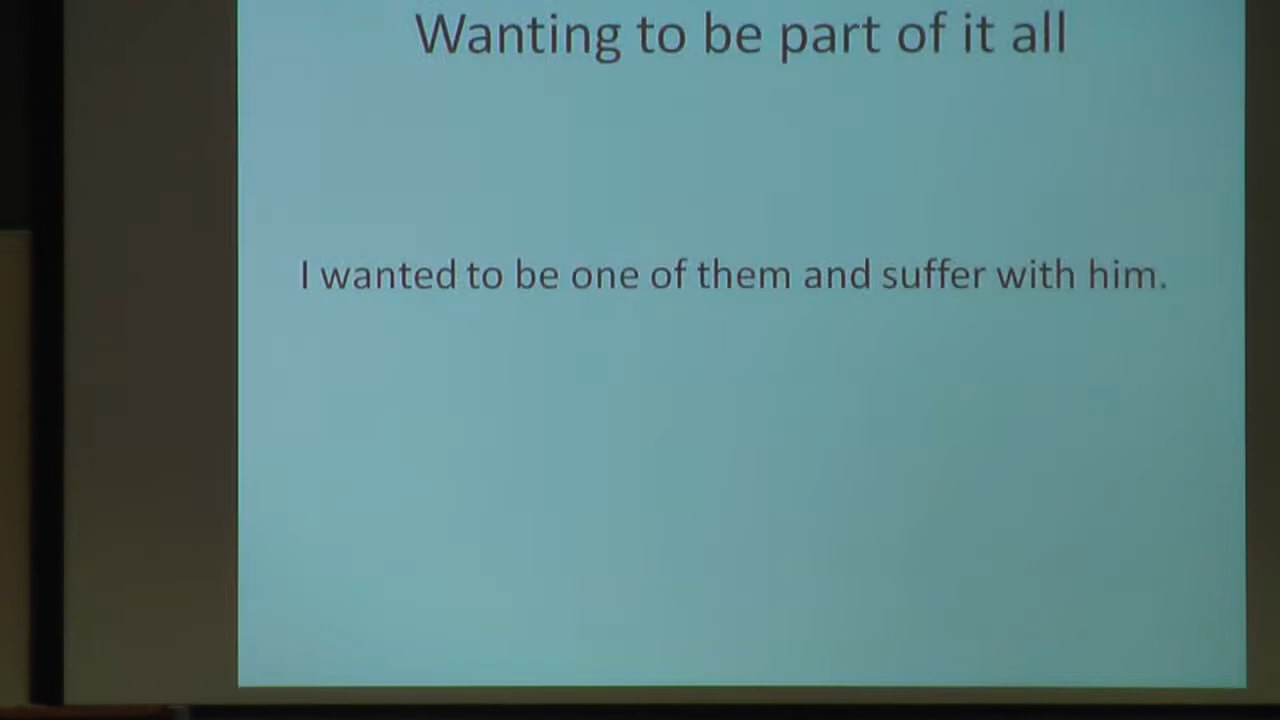 Wanting to be part of it all
I wanted to be one of them and suffer with him.